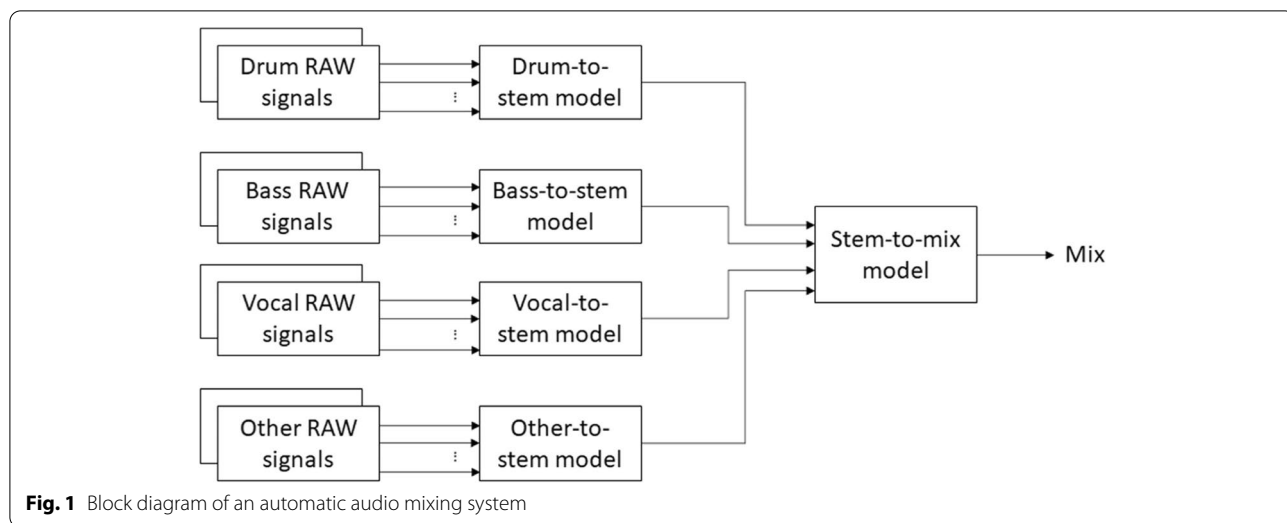 Drum RAW
signals
⋮
Drum-to-
stem model
Bass RAW
signals
⋮
Bass-to-stem
model
Vocal RAW
signals
⋮
Vocal-to-
stem model
Other RAW
signals
⋮
Other-to-
stem model
Stem-to-mix
model
Mix
Fig. 1 Block diagram of an automatic audio mixing system